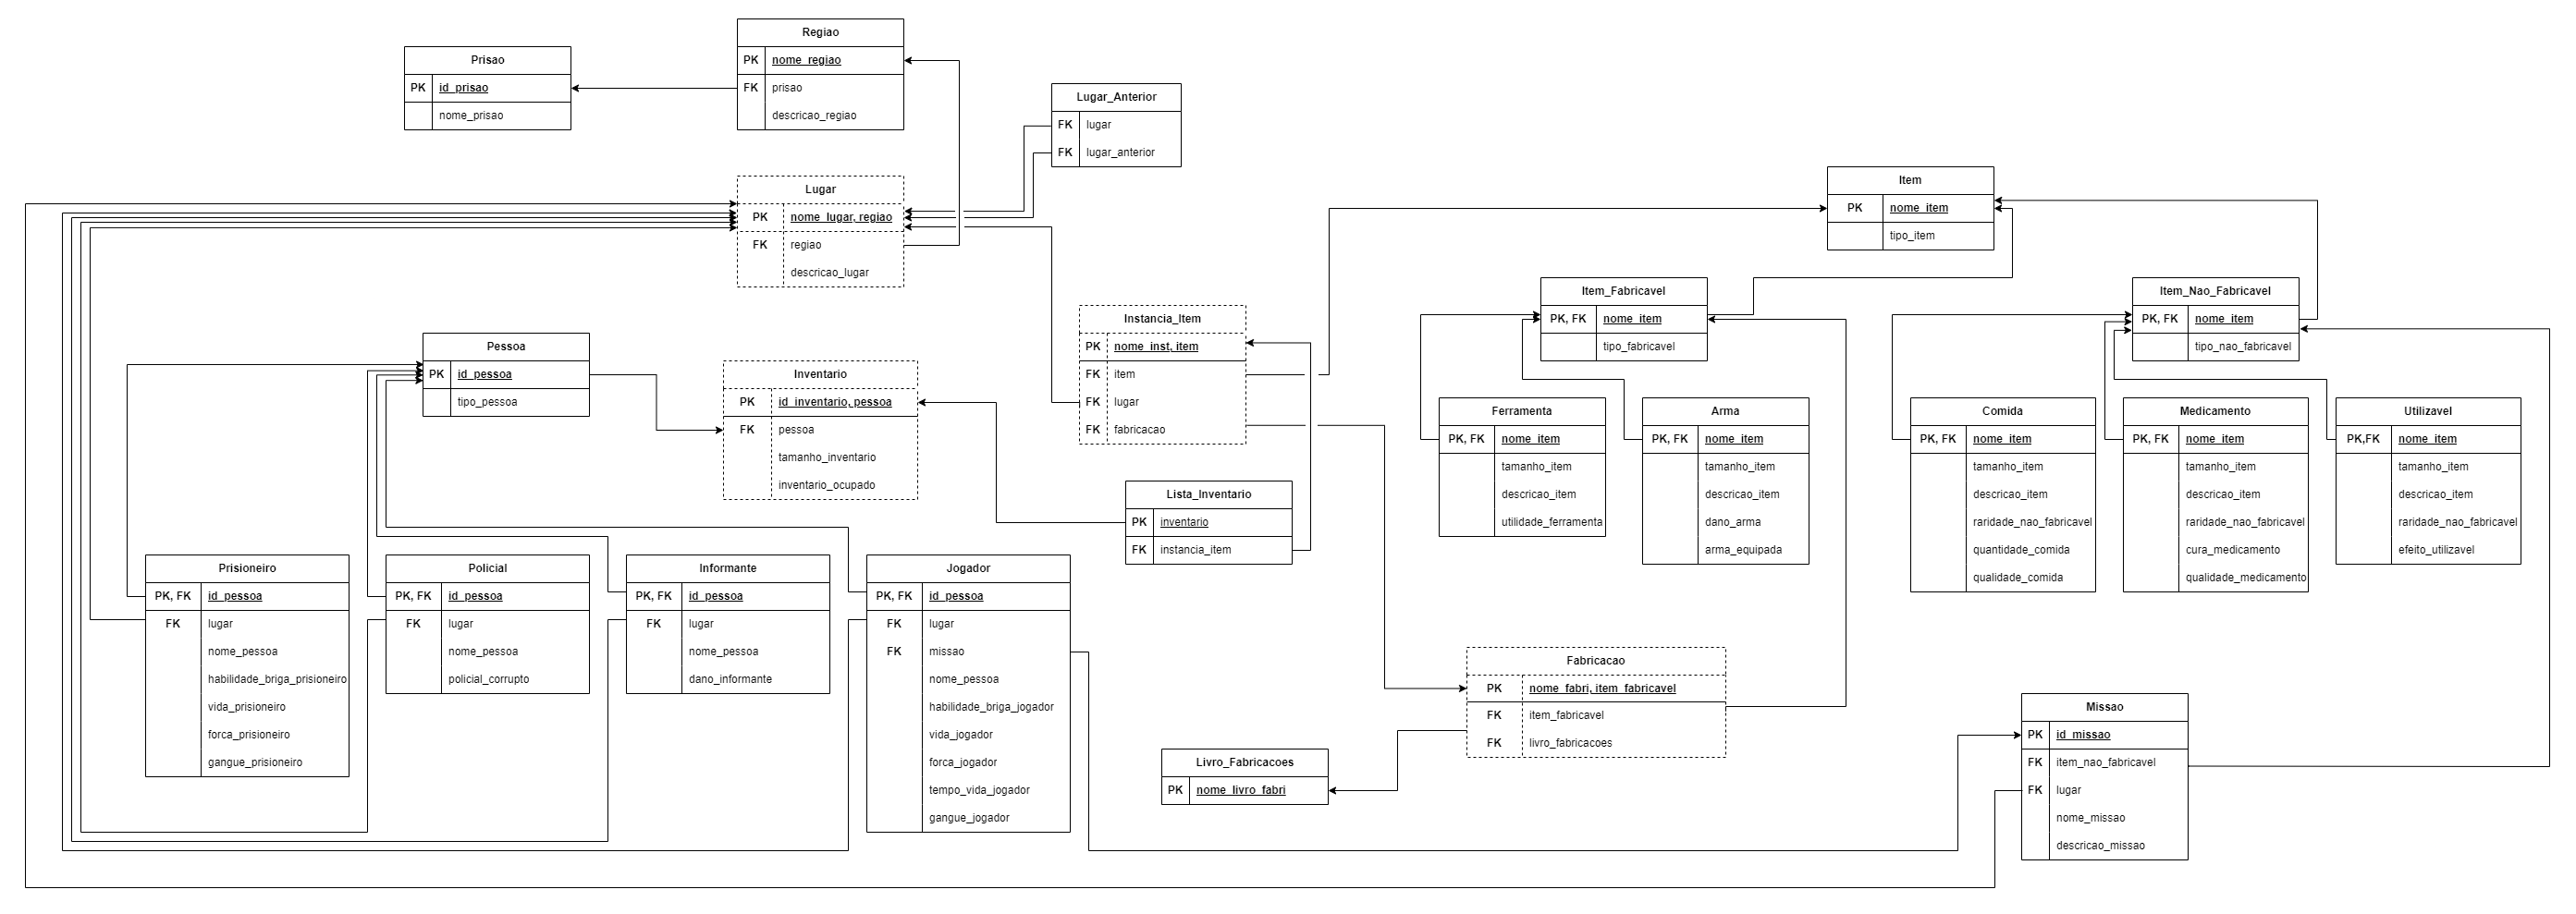 Regiao
PK nome_regiao
FK prisao
descricao_regiao
Prisao
PK id_prisao
nome_prisao
Lugar_Anterior
FK lugar
FK lugar_anterior
Lugar
PK nome_lugar, regiao
FK regiao
descricao_lugar
Item
PK nome_item
tipo_item
Item_Fabricavel
PK, FK nome_item
tipo_fabricavel
Item_Nao_Fabricavel
PK, FK nome_item
tipo_nao_fabricavel
Instancia_Item
PK nome_inst, item
FK item
FK lugar
FK fabricacao
Pessoa
PK id_pessoa
tipo_pessoa
Inventario
PK id_inventario, pessoa
FK pessoa
tamanho_inventario
inventario_ocupado
Ferramenta
PK, FK nome_item
tamanho_item
descricao_item
utilidade_ferramenta
Arma
PK, FK nome_item
tamanho_item
descricao_item
dano_arma
arma_equipada
Comida
PK, FK nome_item
tamanho_item
descricao_item
raridade_nao_fabricavel
quantidade_comida
qualidade_comida
Medicamento
PK, FK nome_item
tamanho_item
descricao_item
raridade_nao_fabricavel
cura_medicamento
qualidade_medicamento
Utilizavel
PK,FK nome_item
tamanho_item
descricao_item
raridade_nao_fabricavel
efeito_utilizavel
Lista_Inventario
PK inventario
FK instancia_item
Prisioneiro
PK, FK id_pessoa
FK lugar
nome_pessoa
habilidade_briga_prisioneiro
vida_prisioneiro
forca_prisioneiro
gangue_prisioneiro
Policial
PK, FK id_pessoa
FK lugar
nome_pessoa
policial_corrupto
Informante
PK, FK id_pessoa
FK lugar
nome_pessoa
dano_informante
Jogador
PK, FK id_pessoa
FK lugar
FK missao
nome_pessoa
habilidade_briga_jogador
vida_jogador
forca_jogador
tempo_vida_jogador
gangue_jogador
Fabricacao
PK nome_fabri, item_fabricavel
FK item_fabricavel
FK livro_fabricacoes
Livro_Fabricacoes
PK nome_livro_fabri
Missao
PK id_missao
FK item_nao_fabricavel
FK lugar
nome_missao
descricao_missao